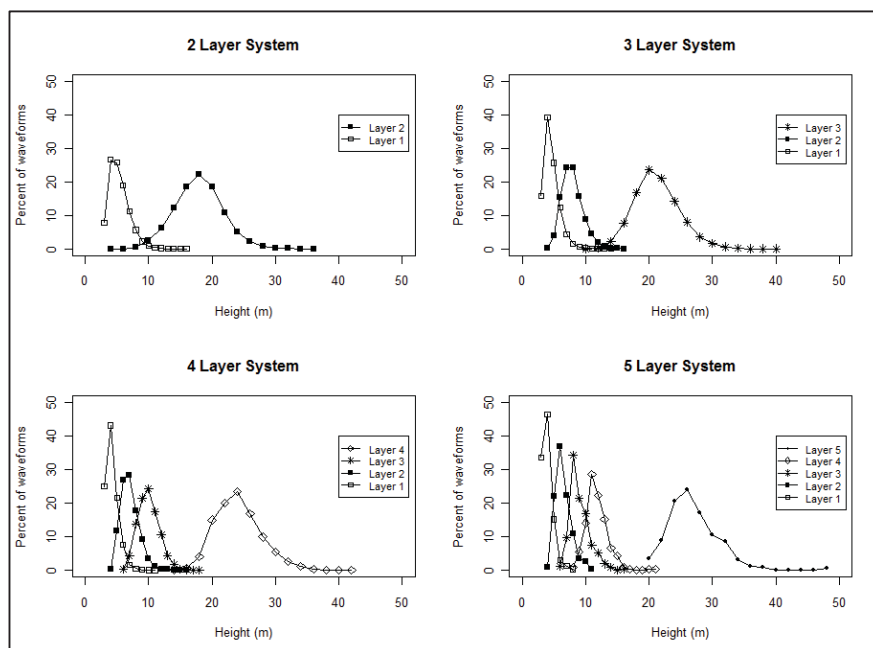 2 Layer System
Percent of waveforms
50
40
30
20
10
0
Layer 2
Layer 1
0 10 20 30 40 50
Height (m)
3 Layer System
Percent of waveforms
50
40
30
20
10
0
Layer 3
Layer 2
Layer 1
0 10 20 30 40 50
Height (m)
4 Layer System
Percent of waveforms
50
40
30
20
10
0
Layer 4
Layer 3
Layer 2
Layer 1
0 10 20 30 40 50
Height (m)
5 Layer System
Percent of waveforms
50
40
30
20
10
0
Layer 5
Layer 4
Layer 3
Layer 2
Layer 1
0 10 20 30 40 50
Height (m)